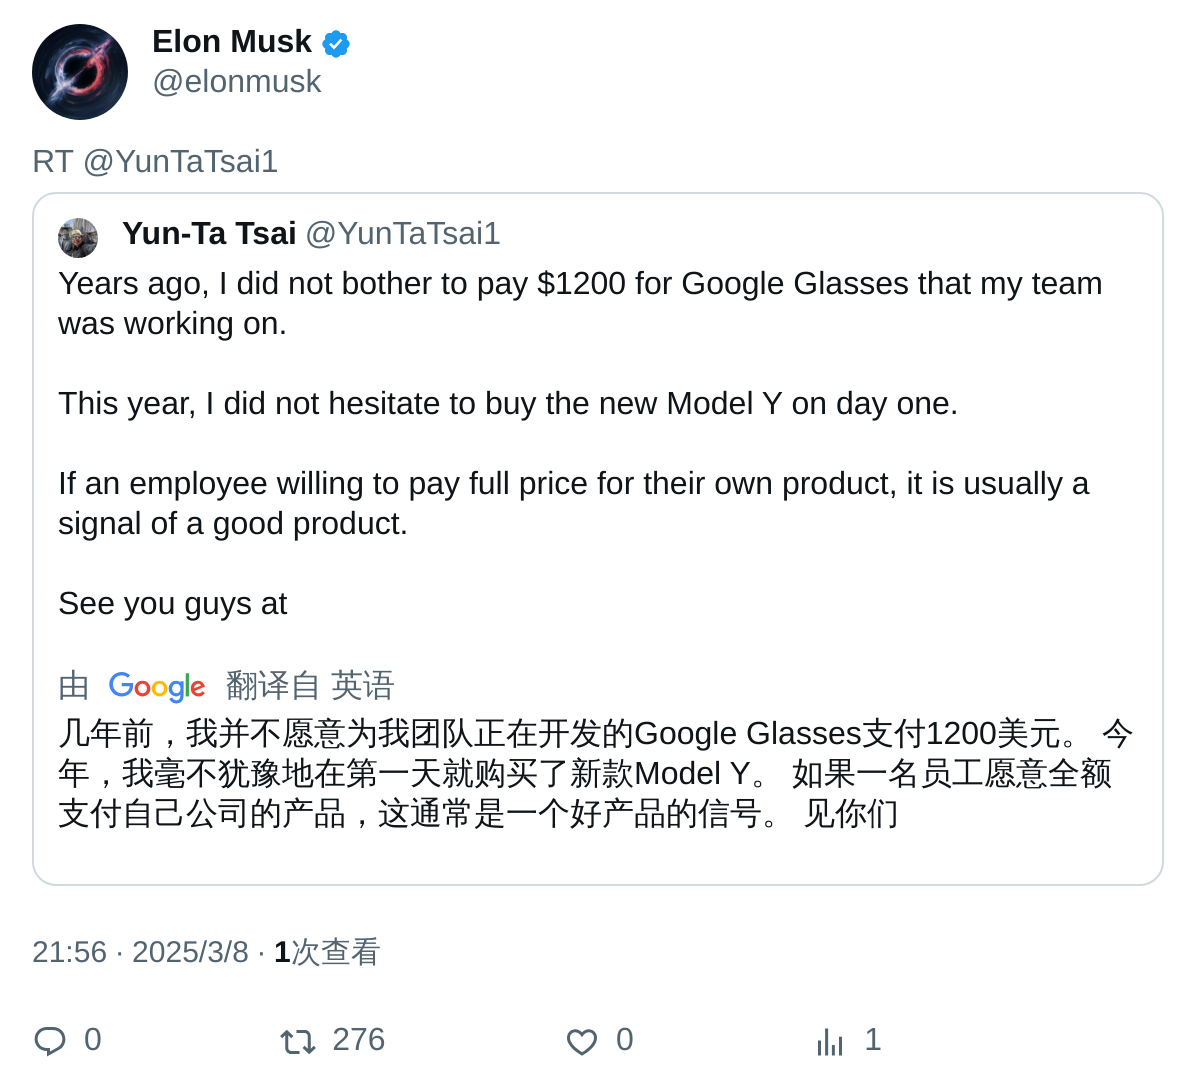 Elon Musk
@elonmusk
RT @YunTaTsai1
Yun-Ta Tsai @YunTaTsai1
Years ago, I did not bother to pay $1200 for Google Glasses that my team
was working on.
This year, I did not hesitate to buy the new Model Y on day one.
If an employee willing to pay full price for their own product, it is usually a
signal of a good product.
See you guys at
由 Google 翻译自 英语
几年前，我并不愿意为我团队正在开发的Google Glasses支付1200美元。 今
年，我毫不犹豫地在第一天就购买了新款Model Y。 如果一名员工愿意全额
支付自己公司的产品，这通常是一个好产品的信号。 见你们
21:56 · 2025/3/8 · 1次查看
0 276 0 1